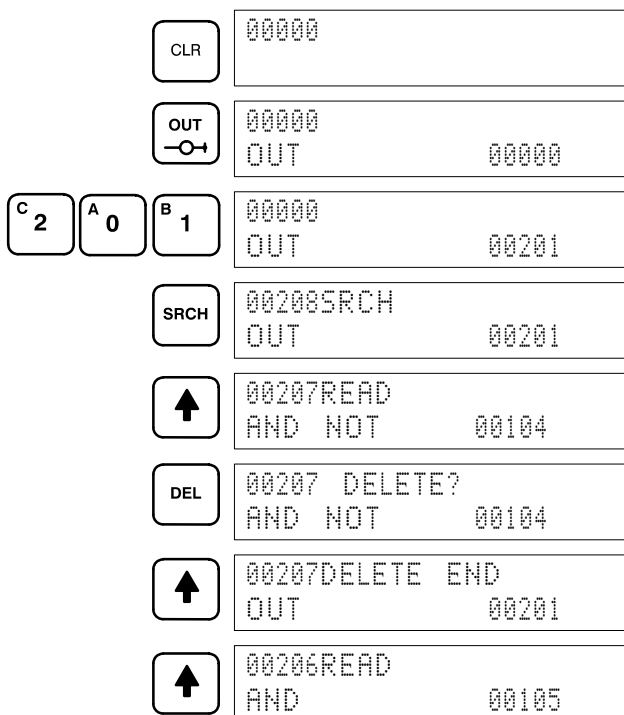 CLR
00000
OUT
00000
OUT 00000
C 2 A 0 B 1
00000
OUT 00201
SRCH
00208SRCH
OUT 00201
00207READ
AND NOT 00104
DEL
00207 DELETE?
AND NOT 00104
00207DELETE END
OUT 00201
00206READ
AND 00105